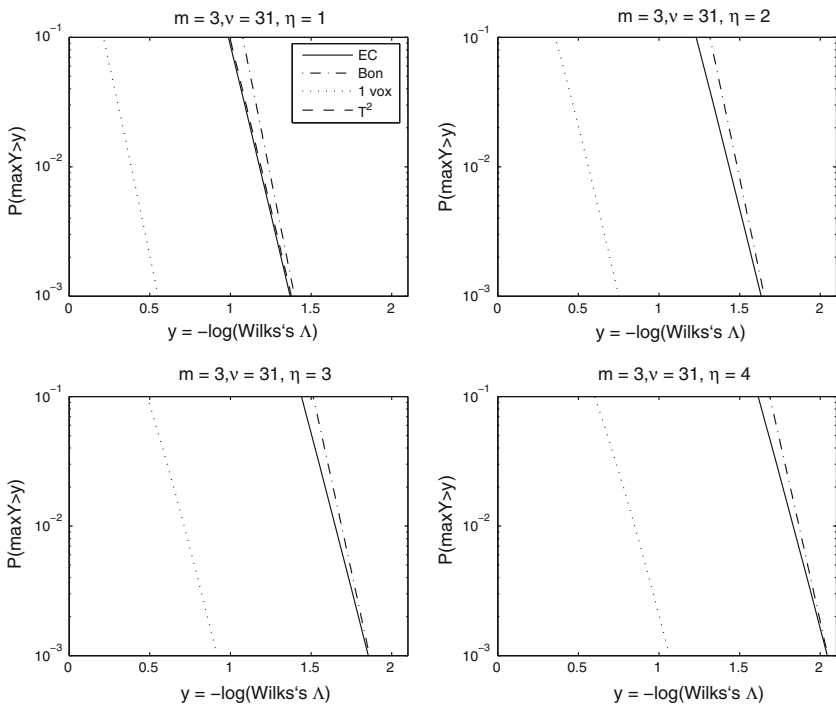 m = 3,ν = 31, η = 1
10⁻¹
10⁻²
10⁻³
P(maxY>y)
EC
Bon
1 vox
T²
0 0.5 1 1.5 2
y = −log(Wilks‘s Λ)
m = 3,ν = 31, η = 2
10⁻¹
10⁻²
10⁻³
P(maxY>y)
0 0.5 1 1.5 2
y = −log(Wilks‘s Λ)
m = 3,ν = 31, η = 3
10⁻¹
10⁻²
10⁻³
P(maxY>y)
0 0.5 1 1.5 2
y = −log(Wilks‘s Λ)
m = 3,ν = 31, η = 4
10⁻¹
10⁻²
10⁻³
P(maxY>y)
0 0.5 1 1.5 2
y = −log(Wilks‘s Λ)